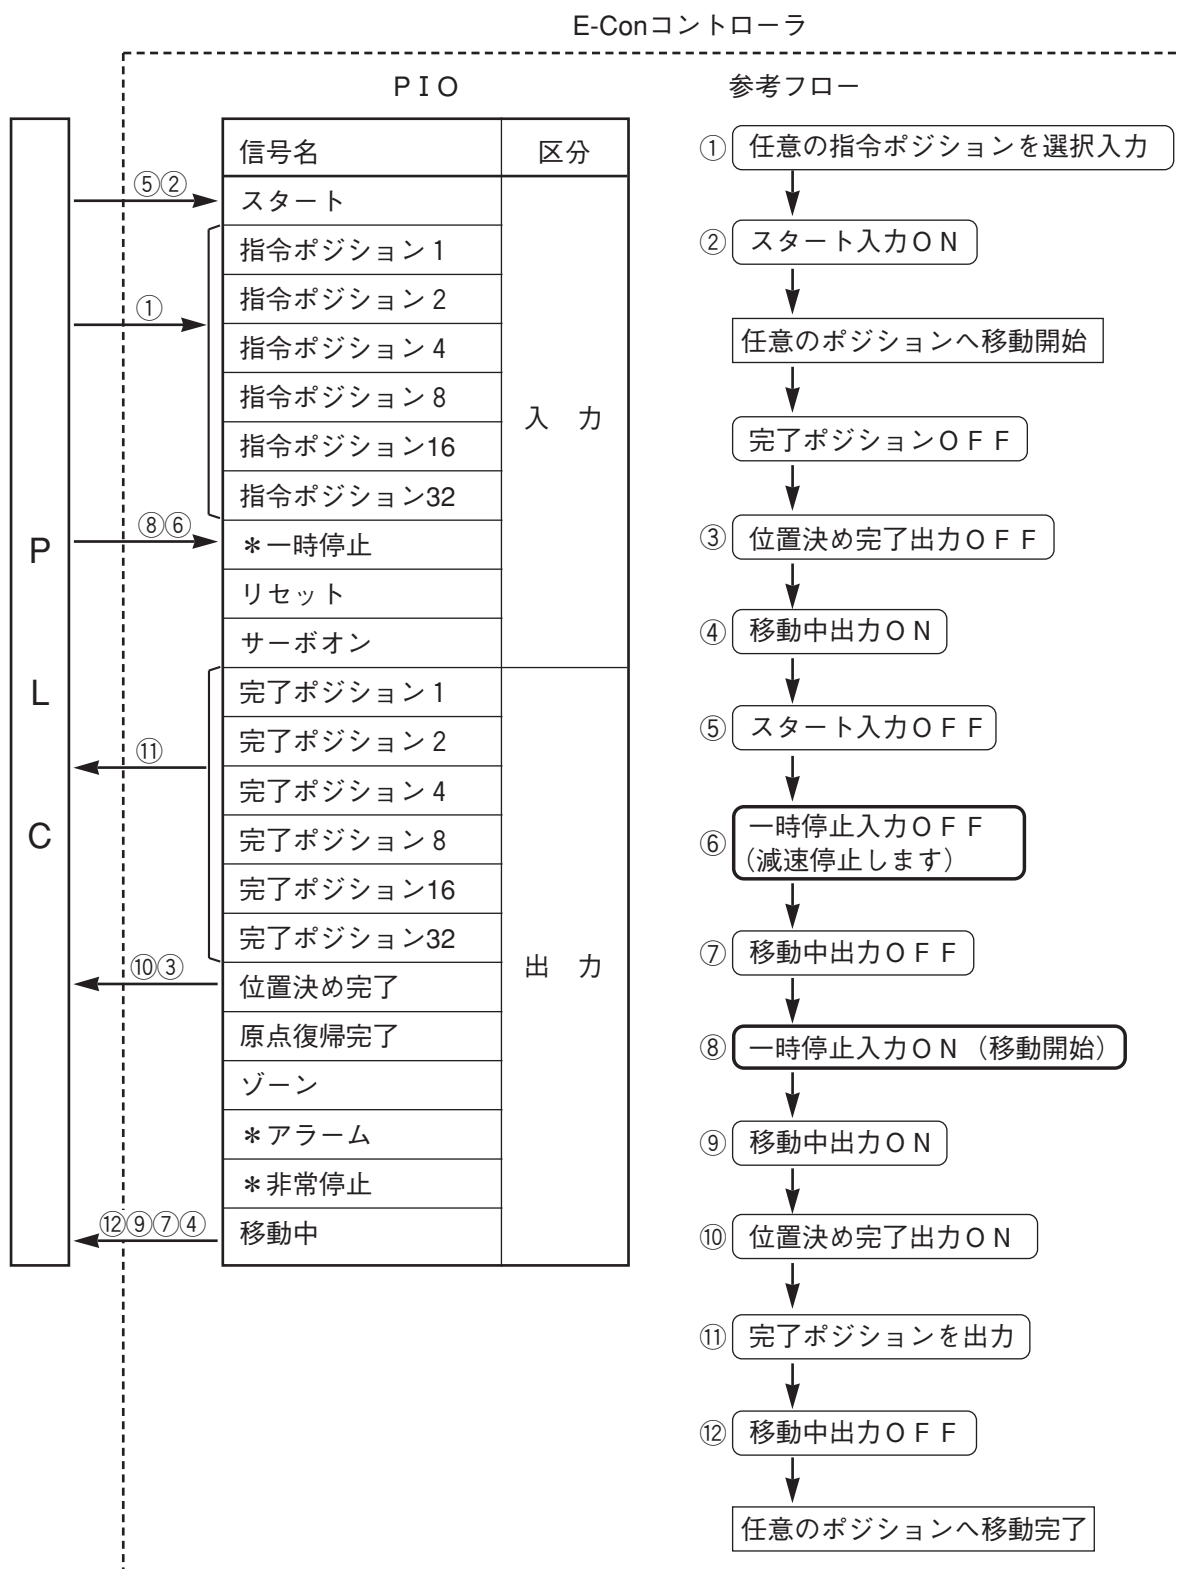 E-Conコントローラ
PIO
信号名 区分
⑤② スタート
指令ポジション1
指令ポジション2
① 指令ポジション4
指令ポジション8
指令ポジション16
指令ポジション32
⑧⑥ *一時停止
リセット
サーボオン
入 力
完了ポジション1
完了ポジション2
⑪ 完了ポジション4
完了ポジション8
完了ポジション16
完了ポジション32
⑩③ 位置決め完了
原点復帰完了
ゾーン
*アラーム
*非常停止
⑫⑨⑦④ 移動中
出 力
P
L
C
参考フロー
① 任意の指令ポジションを選択入力
② スタート入力ON
任意のポジションへ移動開始
完了ポジションOFF
③ 位置決め完了出力OFF
④ 移動中出力ON
⑤ スタート入力OFF
⑥ 一時停止入力OFF
(減速停止します)
⑦ 移動中出力OFF
⑧ 一時停止入力ON(移動開始)
⑨ 移動中出力ON
⑩ 位置決め完了出力ON
⑪ 完了ポジションを出力
⑫ 移動中出力OFF
任意のポジションへ移動完了